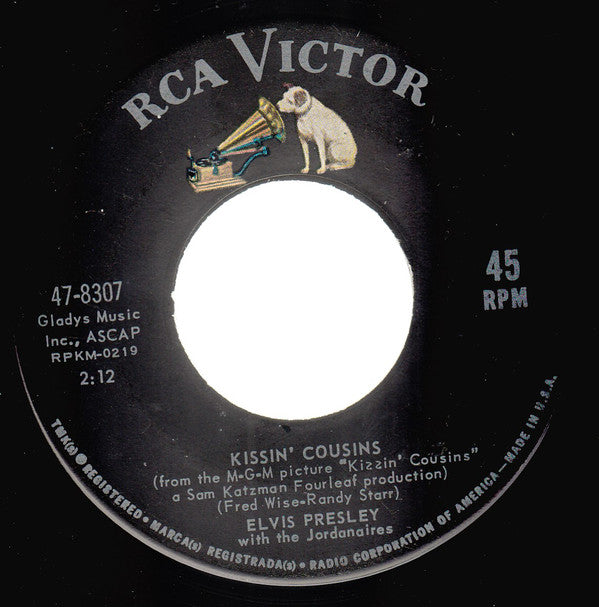 RCA VICTOR
47-8307
Gladys Music
Inc., ASCAP
RPKM-0219
2:12
45
RPM
KISSIN' COUSINS
(from the M-G-M picture "Kizzin' Cousins"
a Sam Katzman Fourleaf production)
(Fred Wise-Randy Starr)
ELVIS PRESLEY
with the Jordanaires
TMK(s) ® REGISTERED • MARCA(s) REGISTRADA(s) • RADIO CORPORATION OF AMERICA—MADE IN U.S.A.